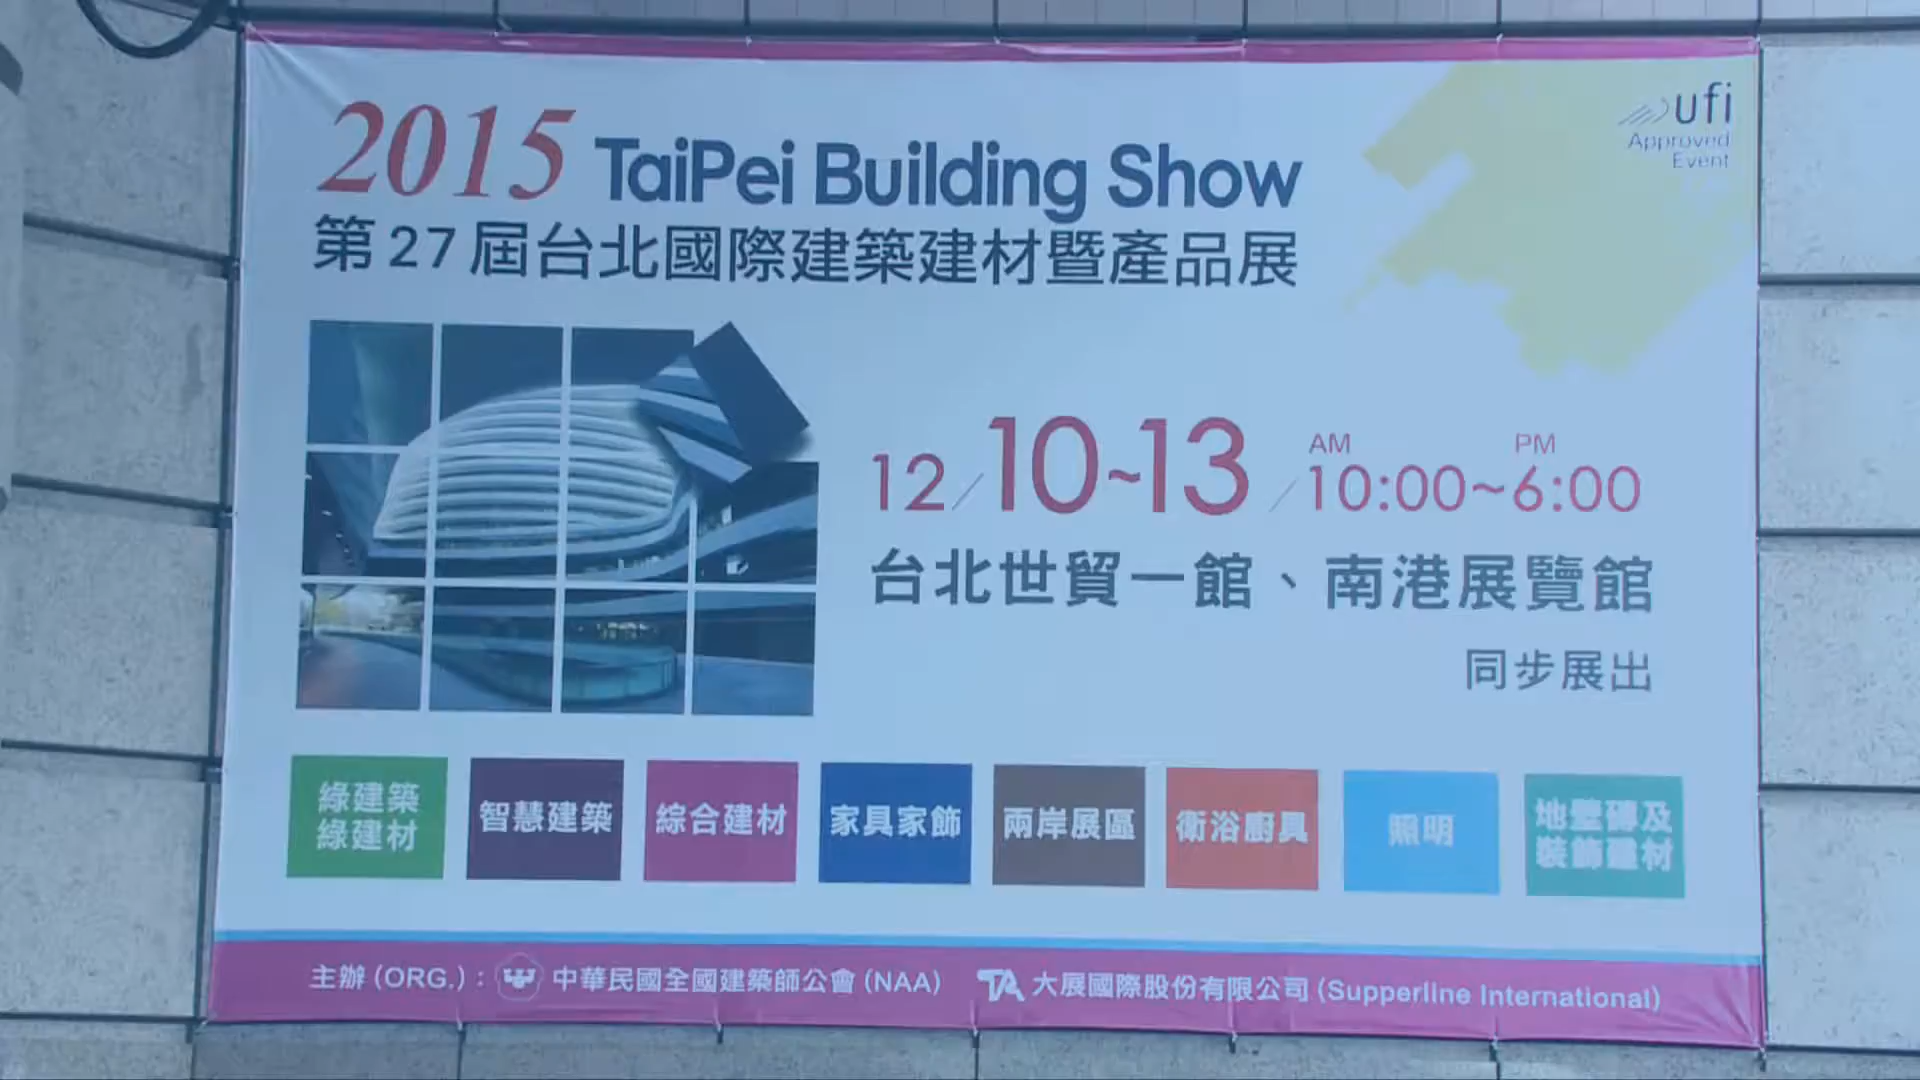 2015 TaiPei Building Show
第27屆台北國際建築建材暨產品展
ufi
Approved
Event
12/10~13/AM 10:00~PM 6:00
台北世貿一館、南港展覽館
同步展出
綠建築
綠建材
智慧建築
綜合建材
家具家飾
兩岸展區
衛浴廚具
照明
地壁磚及
裝飾建材
主辦(ORG.):中華民國全國建築師公會(NAA) TA 大展國際股份有限公司(Supperline International)